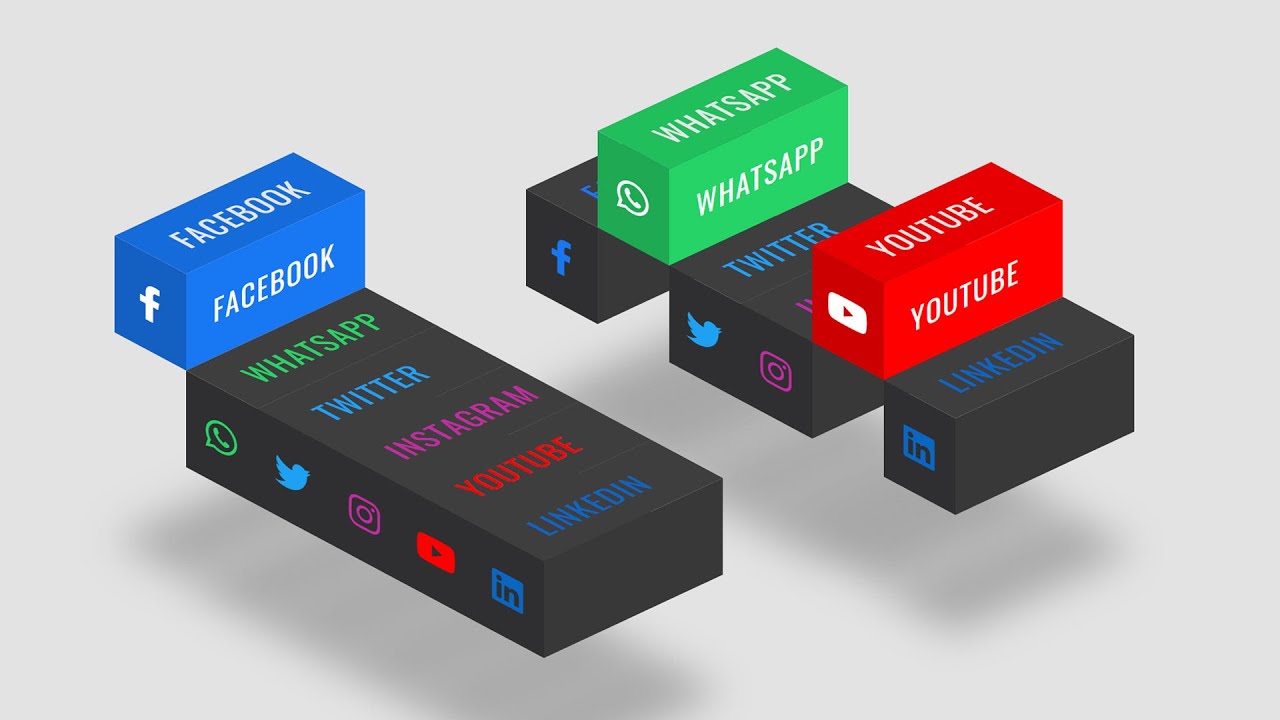 FACEBOOK
FACEBOOK
WHATSAPP
TWITTER
INSTAGRAM
YOUTUBE
LINKEDIN
WHATSAPP
WHATSAPP
TWITTER
YOUTUBE
YOUTUBE
LINKEDIN